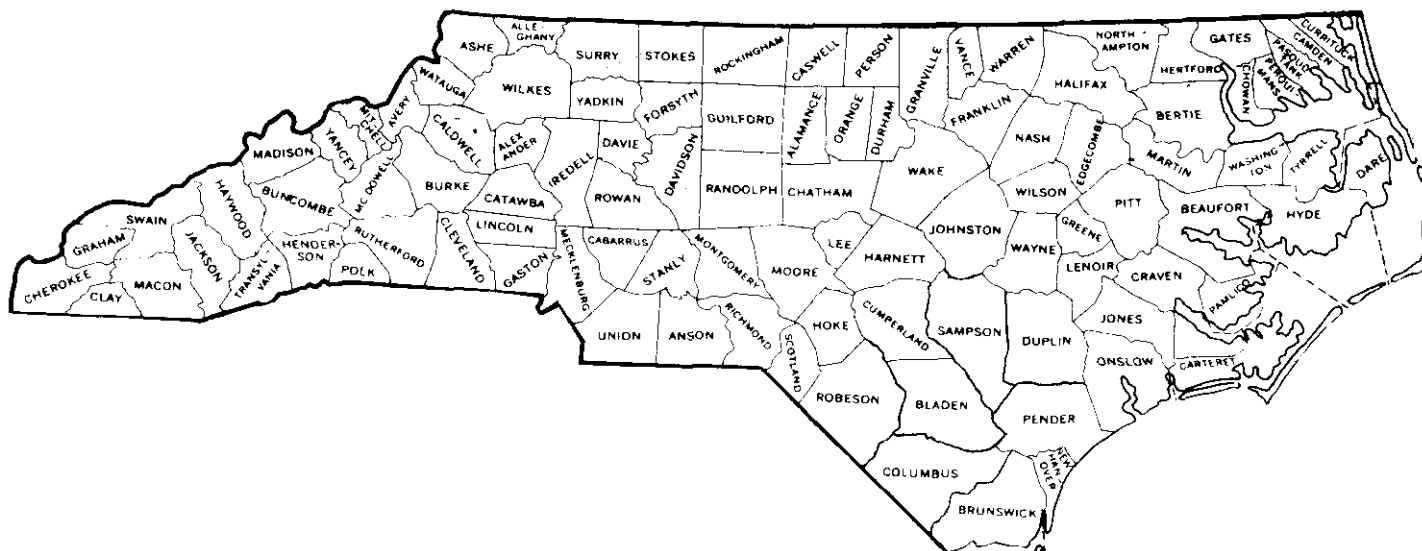 ALLE
GHANY
ASHE
SURRY
STOKES
ROCKINGHAM
CASWELL
PERSON
GRANVILLE
VANCE
WARREN
NORTH
AMPTON
GATES
HERTFORD
CURRITUCK
CAMDEN
PASQUO
TANK
PERQUI
MANS
CHOWAN
WATAUGA
WILKES
YADKIN
FORSYTH
GUILFORD
ALAMANCE
ORANGE
DURHAM
FRANKLIN
HALIFAX
BERTIE
MIT
CHELL
AVERY
YANCEY
CALDWELL
ALEX
ANDER
IREDELL
DAVIE
DAVIDSON
NASH
EDGECOMBE
MARTIN
WASHING
TON
TYRRELL
DARE
MADISON
BUNCOMBE
MC DOWELL
BURKE
CATAWBA
ROWAN
RANDOLPH
CHATHAM
WAKE
WILSON
PITT
BEAUFORT
HYDE
HAYWOOD
SWAIN
GRAHAM
JACKSON
HENDER-
SON
RUTHERFORD
CLEVELAND
LINCOLN
GASTON
MECKLENBURG
CABARRUS
STANLY
MONTGOMERY
MOORE
LEE
HARNETT
JOHNSTON
WAYNE
GREENE
LENOIR
CRAVEN
PAMLICO
CHEROKEE
CLAY
MACON
TRANSYL
VANIA
POLK
UNION
ANSON
RICHMOND
SCOTLAND
HOKE
CUMPERLAND
SAMPSON
DUPLIN
JONES
ONSLOW
CARTERET
ROBESON
BLADEN
PENDER
COLUMBUS
NEW
HAN
OVER
BRUNSWICK